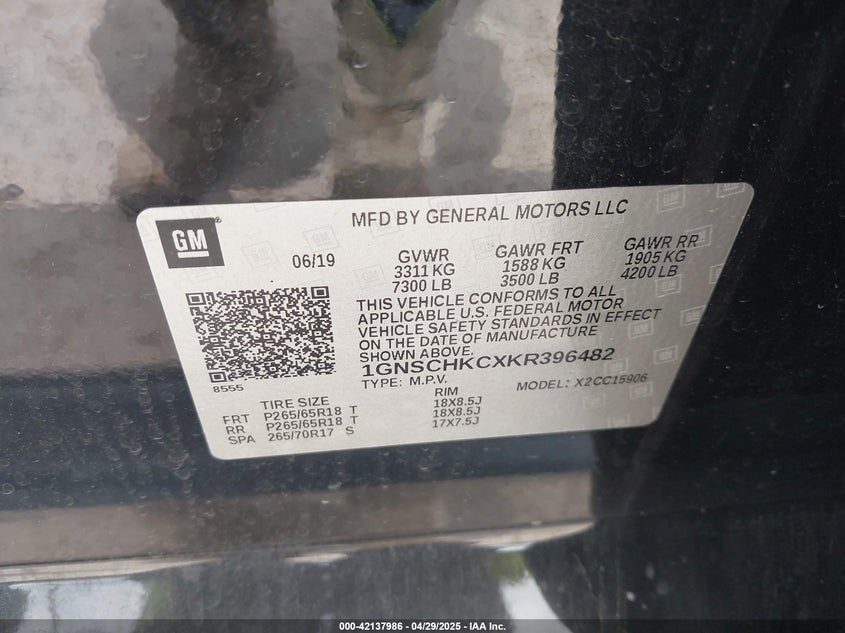 MFD BY GENERAL MOTORS LLC
GM
06/19
GVWR
3311 KG
7300 LB
GAWR FRT
1588 KG
3500 LB
GAWR RR
1905 KG
4200 LB
THIS VEHICLE CONFORMS TO ALL
APPLICABLE U.S. FEDERAL MOTOR
VEHICLE SAFETY STANDARDS IN EFFECT
ON THE DATE OF MANUFACTURE
SHOWN ABOVE.
1GNSCHKCXKR396482
8555
TYPE: M.P.V.
MODEL: X2CC15906
TIRE SIZE RIM
FRT P265/65R18 T 18X8.5J
RR P265/65R18 T 18X8.5J
SPA 265/70R17 S 17X7.5J
000-42137986 | 04/29/2025 | IAA Inc.